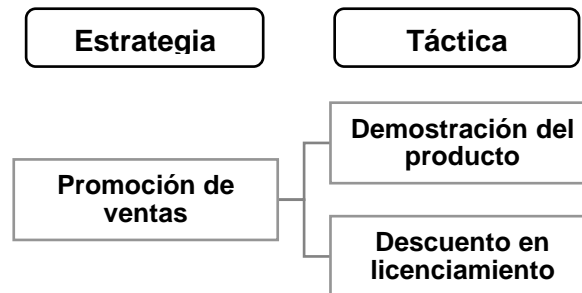 Estrategia
Táctica
Promoción de
ventas
Demostración del
producto
Descuento en
licenciamiento